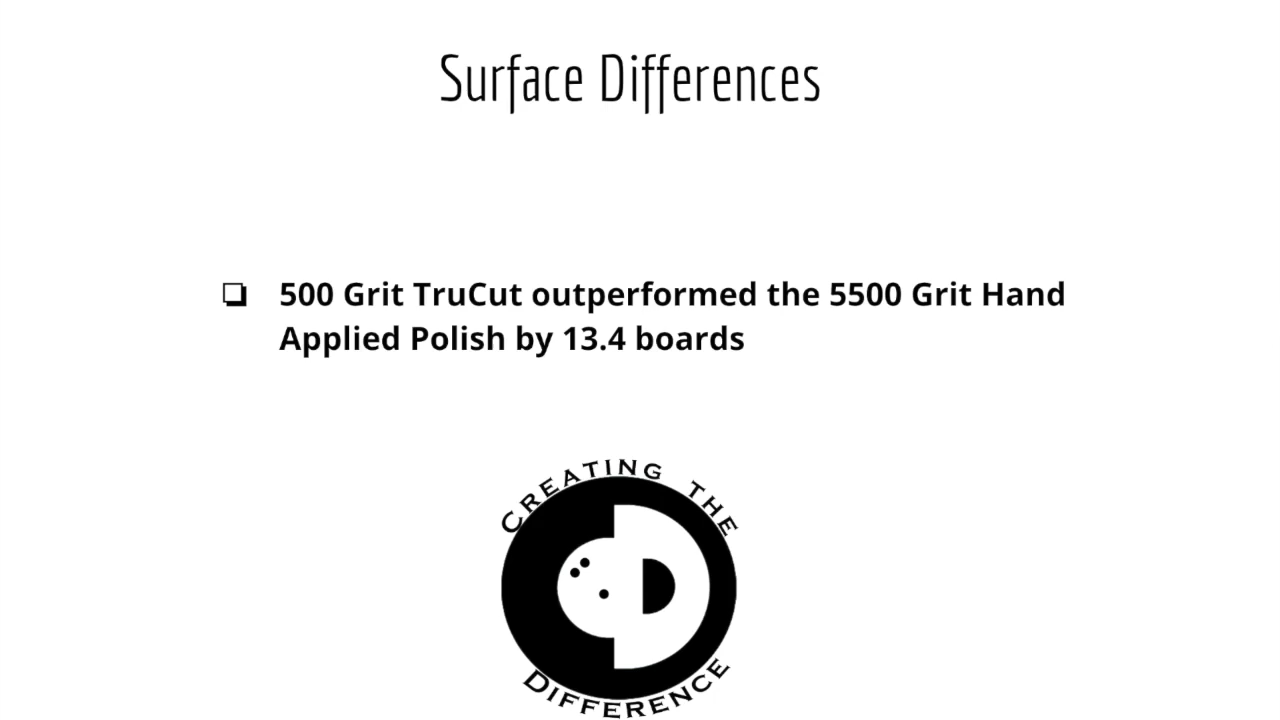 Surface Differences
❏ 500 Grit TruCut outperformed the 5500 Grit Hand
Applied Polish by 13.4 boards
CREATING THE
DIFFERENCE